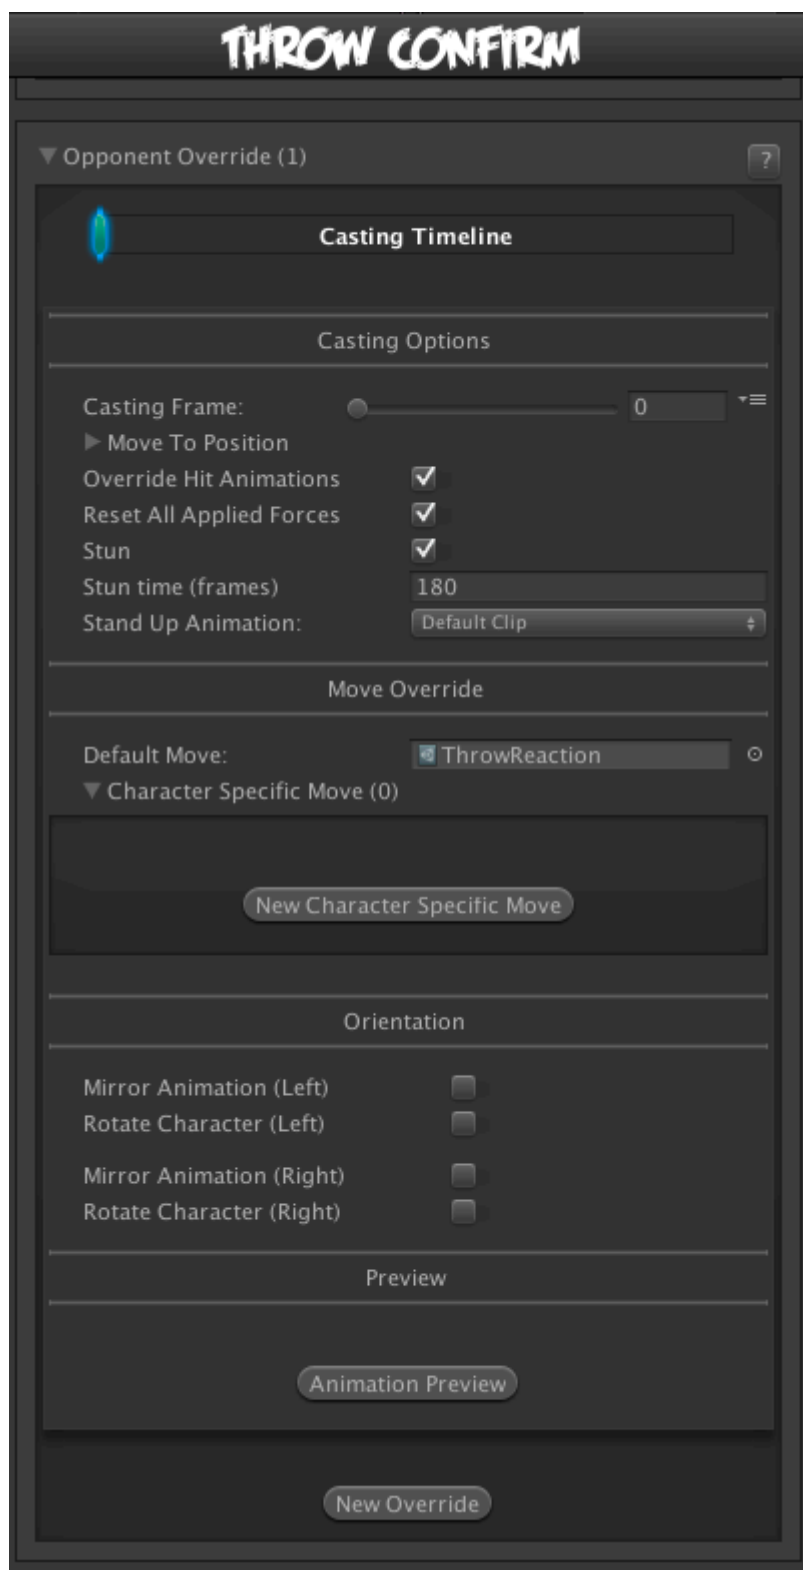 THROW CONFIRM
Opponent Override (1)
?
Casting Timeline
Casting Options
Casting Frame: 0
Move To Position
Override Hit Animations
Reset All Applied Forces
Stun
Stun time (frames) 180
Stand Up Animation: Default Clip
Move Override
Default Move: ThrowReaction
Character Specific Move (0)
New Character Specific Move
Orientation
Mirror Animation (Left)
Rotate Character (Left)
Mirror Animation (Right)
Rotate Character (Right)
Preview
Animation Preview
New Override